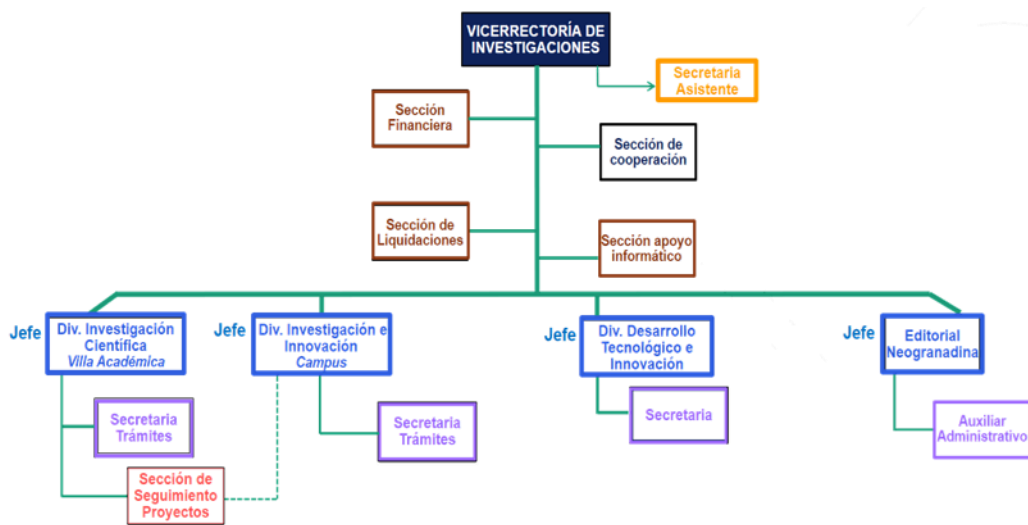 VICERRECTORÍA DE
INVESTIGACIONES
Secretaria
Asistente
Sección
Financiera
Sección de
cooperación
Sección de
Liquidaciones
Sección apoyo
informático
Jefe
Div. Investigación
Científica
Villa Académica
Jefe
Div. Investigación e
Innovación
Campus
Jefe
Div. Desarrollo
Tecnológico e
Innovación
Jefe
Editorial
Neogranadina
Secretaria
Trámites
Secretaria
Trámites
Secretaria
Auxiliar
Administrativo
Sección de
Seguimiento
Proyectos